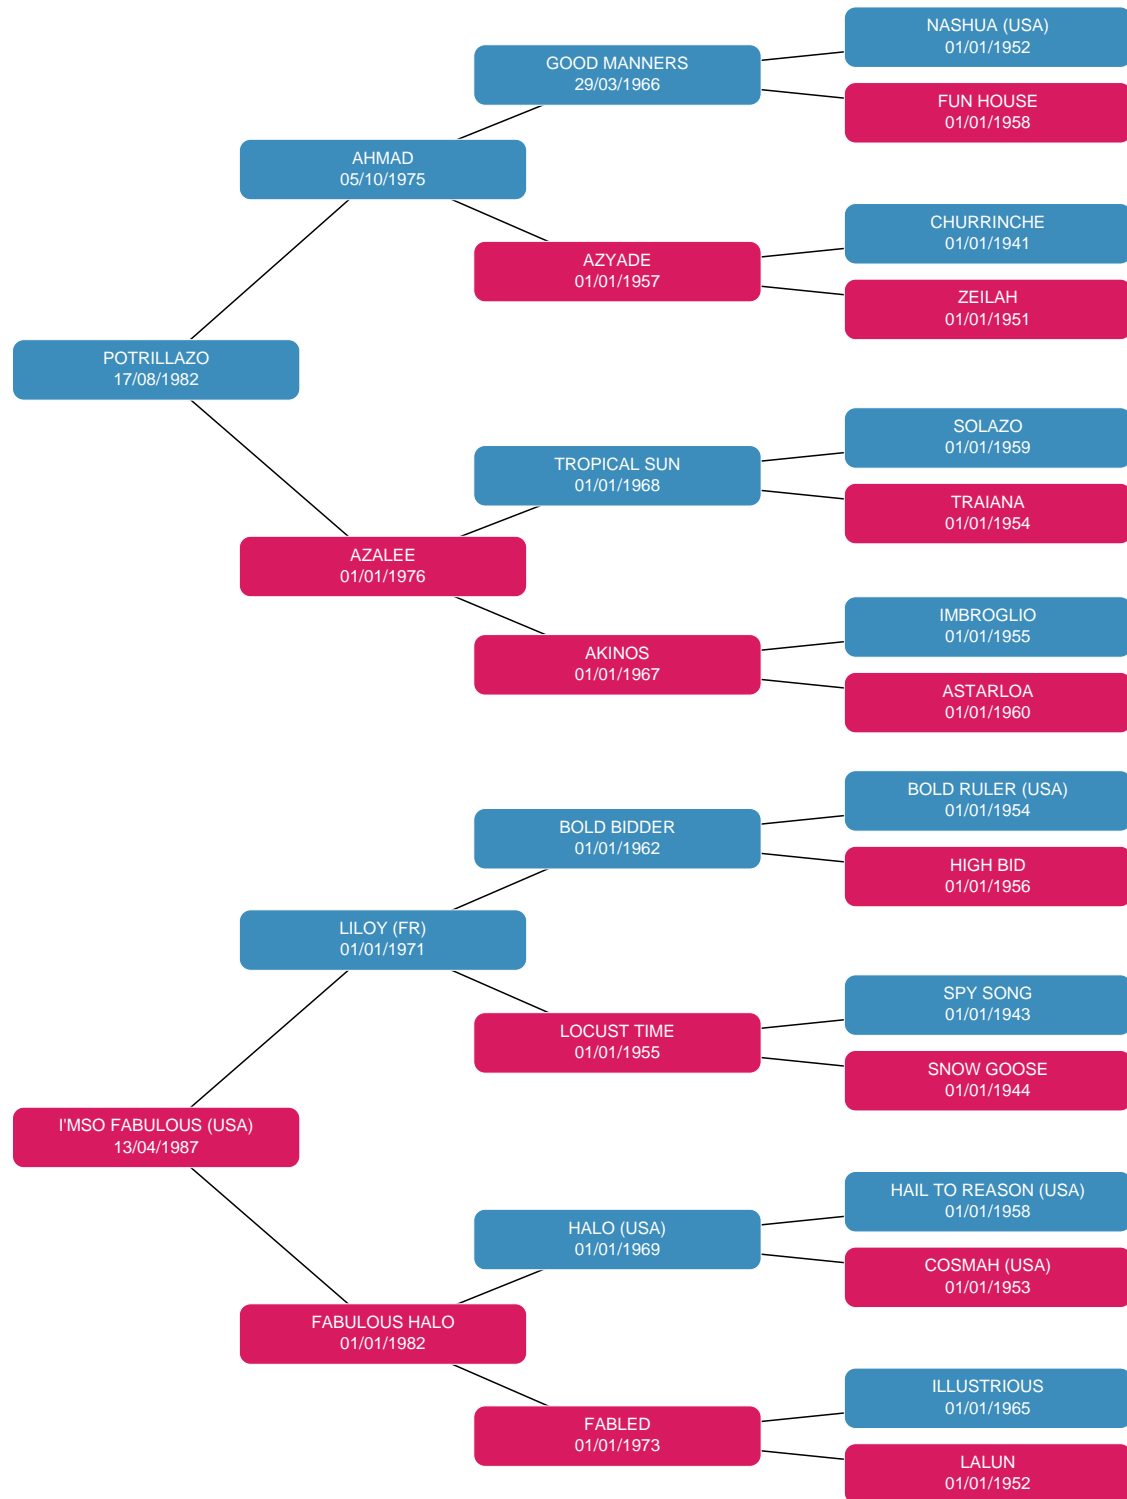 NASHUA (USA)
01/01/1952
GOOD MANNERS
29/03/1966
FUN HOUSE
01/01/1958
AHMAD
05/10/1975
CHURRINCHE
01/01/1941
AZYADE
01/01/1957
ZEILAH
01/01/1951
POTRILLAZO
17/08/1982
SOLAZO
01/01/1959
TROPICAL SUN
01/01/1968
TRAIANA
01/01/1954
AZALEE
01/01/1976
IMBROGLIO
01/01/1955
AKINOS
01/01/1967
ASTARLOA
01/01/1960
BOLD RULER (USA)
01/01/1954
BOLD BIDDER
01/01/1962
HIGH BID
01/01/1956
LILOY (FR)
01/01/1971
SPY SONG
01/01/1943
LOCUST TIME
01/01/1955
SNOW GOOSE
01/01/1944
I'MSO FABULOUS (USA)
13/04/1987
HAIL TO REASON (USA)
01/01/1958
HALO (USA)
01/01/1969
COSMAH (USA)
01/01/1953
FABULOUS HALO
01/01/1982
ILLUSTRIOUS
01/01/1965
FABLED
01/01/1973
LALUN
01/01/1952